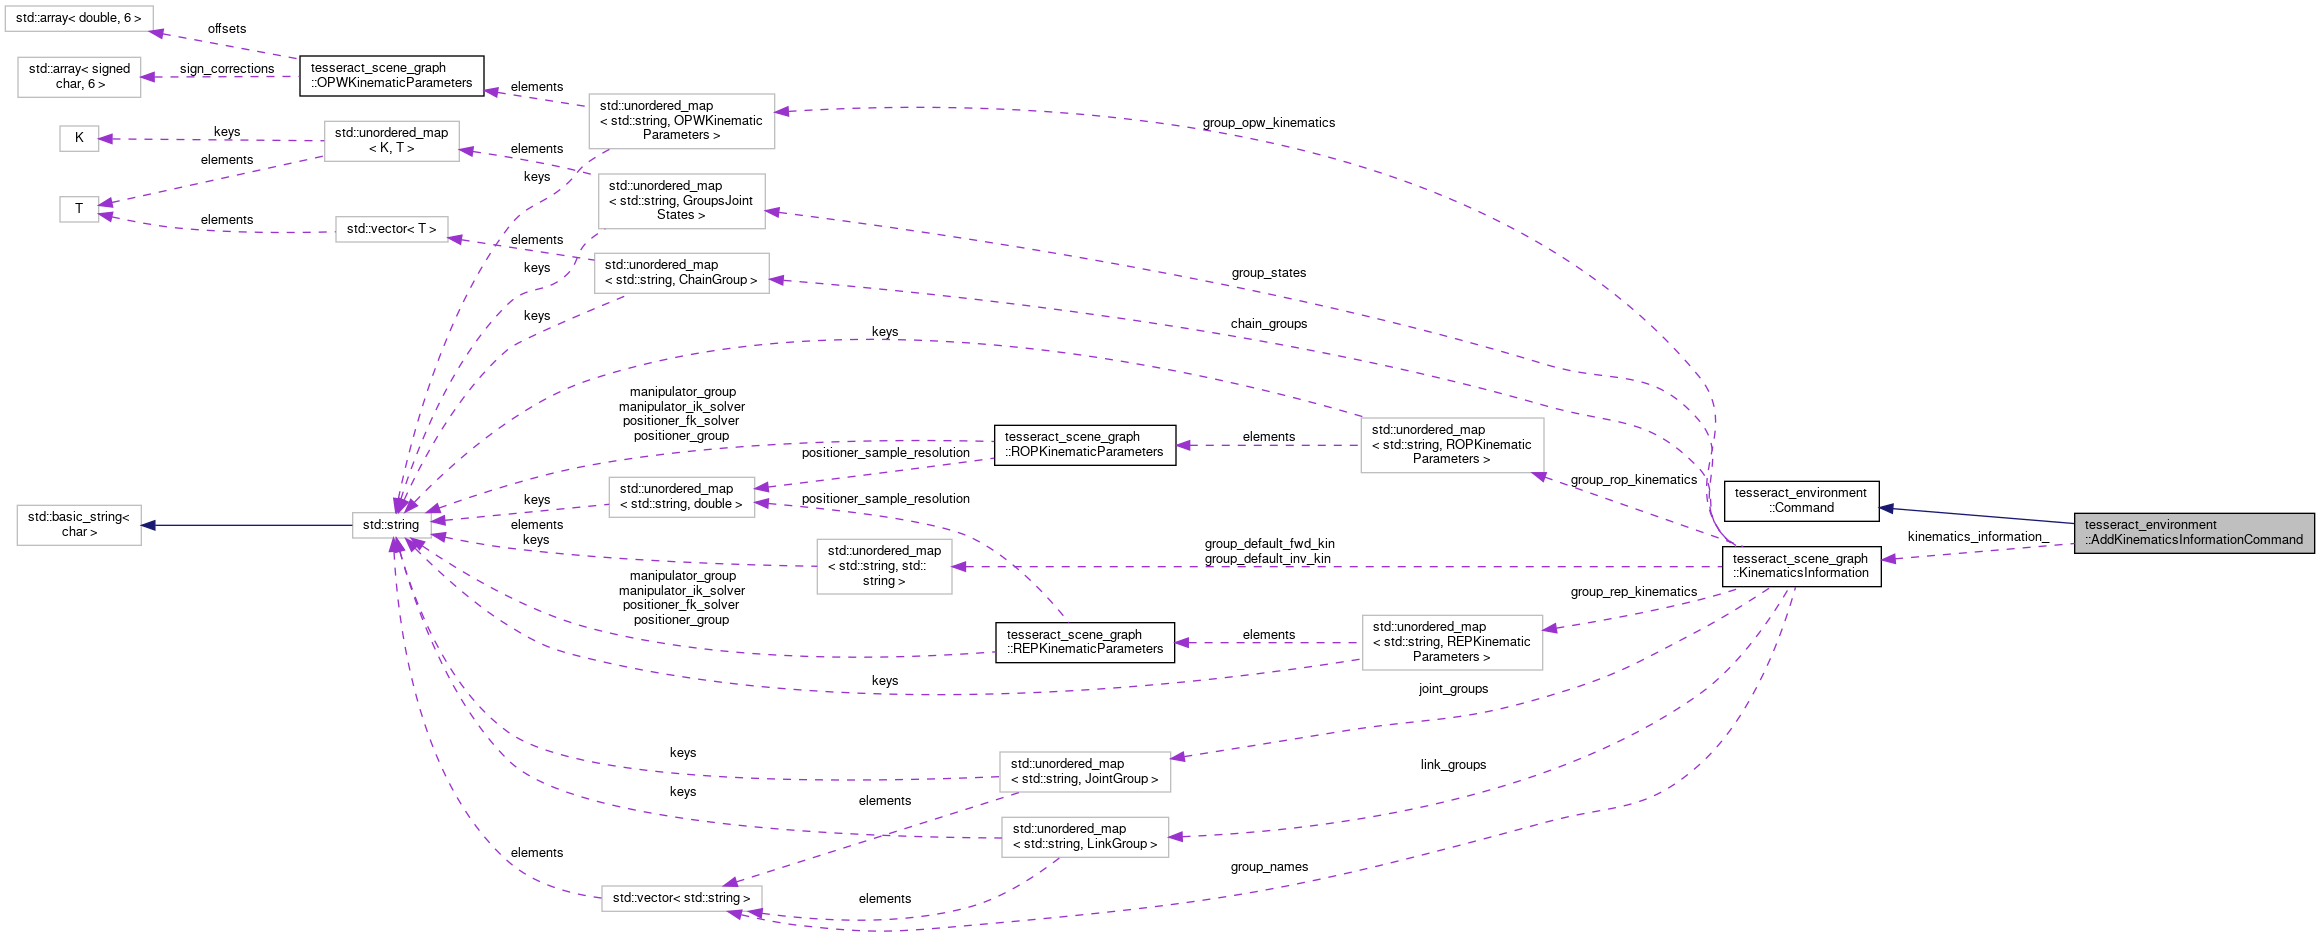 std::array< double, 6 >
offsets
std::array< signed
char, 6 >
sign_corrections
tesseract_scene_graph
::OPWKinematicParameters
elements
std::unordered_map
< std::string, OPWKinematic
Parameters >
group_opw_kinematics
K
keys
std::unordered_map
< K, T >
elements
elements
keys
T
elements
std::vector< T >
std::unordered_map
< std::string, GroupsJoint
States >
group_states
elements
keys
std::unordered_map
< std::string, ChainGroup >
chain_groups
keys
keys
manipulator_group
manipulator_ik_solver
positioner_fk_solver
positioner_group
tesseract_scene_graph
::ROPKinematicParameters
elements
std::unordered_map
< std::string, ROPKinematic
Parameters >
positioner_sample_resolution
group_rop_kinematics
std::unordered_map
< std::string, double >
keys
positioner_sample_resolution
tesseract_environment
::Command
std::basic_string<
char >
std::string
elements
keys
std::unordered_map
< std::string, std::
string >
group_default_fwd_kin
group_default_inv_kin
tesseract_scene_graph
::KinematicsInformation
kinematics_information_
tesseract_environment
::AddKinematicsInformationCommand
manipulator_group
manipulator_ik_solver
positioner_fk_solver
positioner_group
tesseract_scene_graph
::REPKinematicParameters
elements
std::unordered_map
< std::string, REPKinematic
Parameters >
group_rep_kinematics
keys
joint_groups
keys
std::unordered_map
< std::string, JointGroup >
link_groups
keys
elements
std::unordered_map
< std::string, LinkGroup >
elements
group_names
std::vector< std::string >
elements